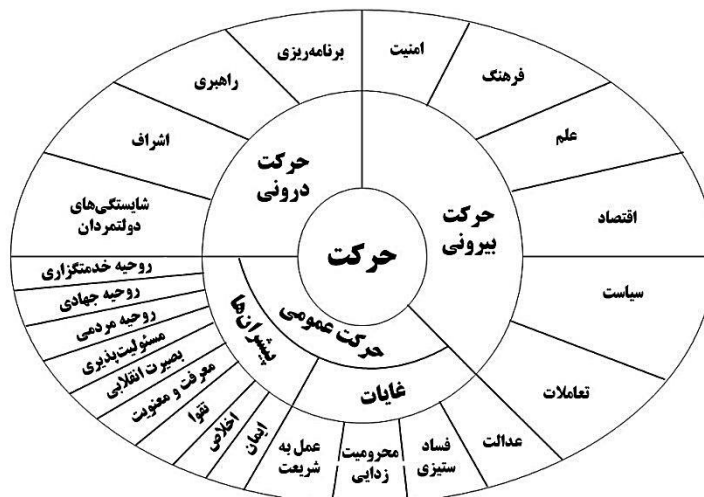 برنامه‌ریزی
امنیت
راهبری
فرهنگ
اشراف
علم
حرکت
درونی
حرکت
بیرونی
شایستگی‌های
دولتمردان
اقتصاد
حرکت
روحیه خدمتگزاری
روحیه جهادی
روحیه مردمی
مسئولیت‌پذیری
بصیرت انقلابی
معرفت و معنویت
تقوا
اخلاص
ایمان
پیشران‌ها
حرکت عمومی
غایات
سیاست
تعاملات
عدالت
فساد
ستیزی
محرومیت
زدایی
عمل به
شریعت